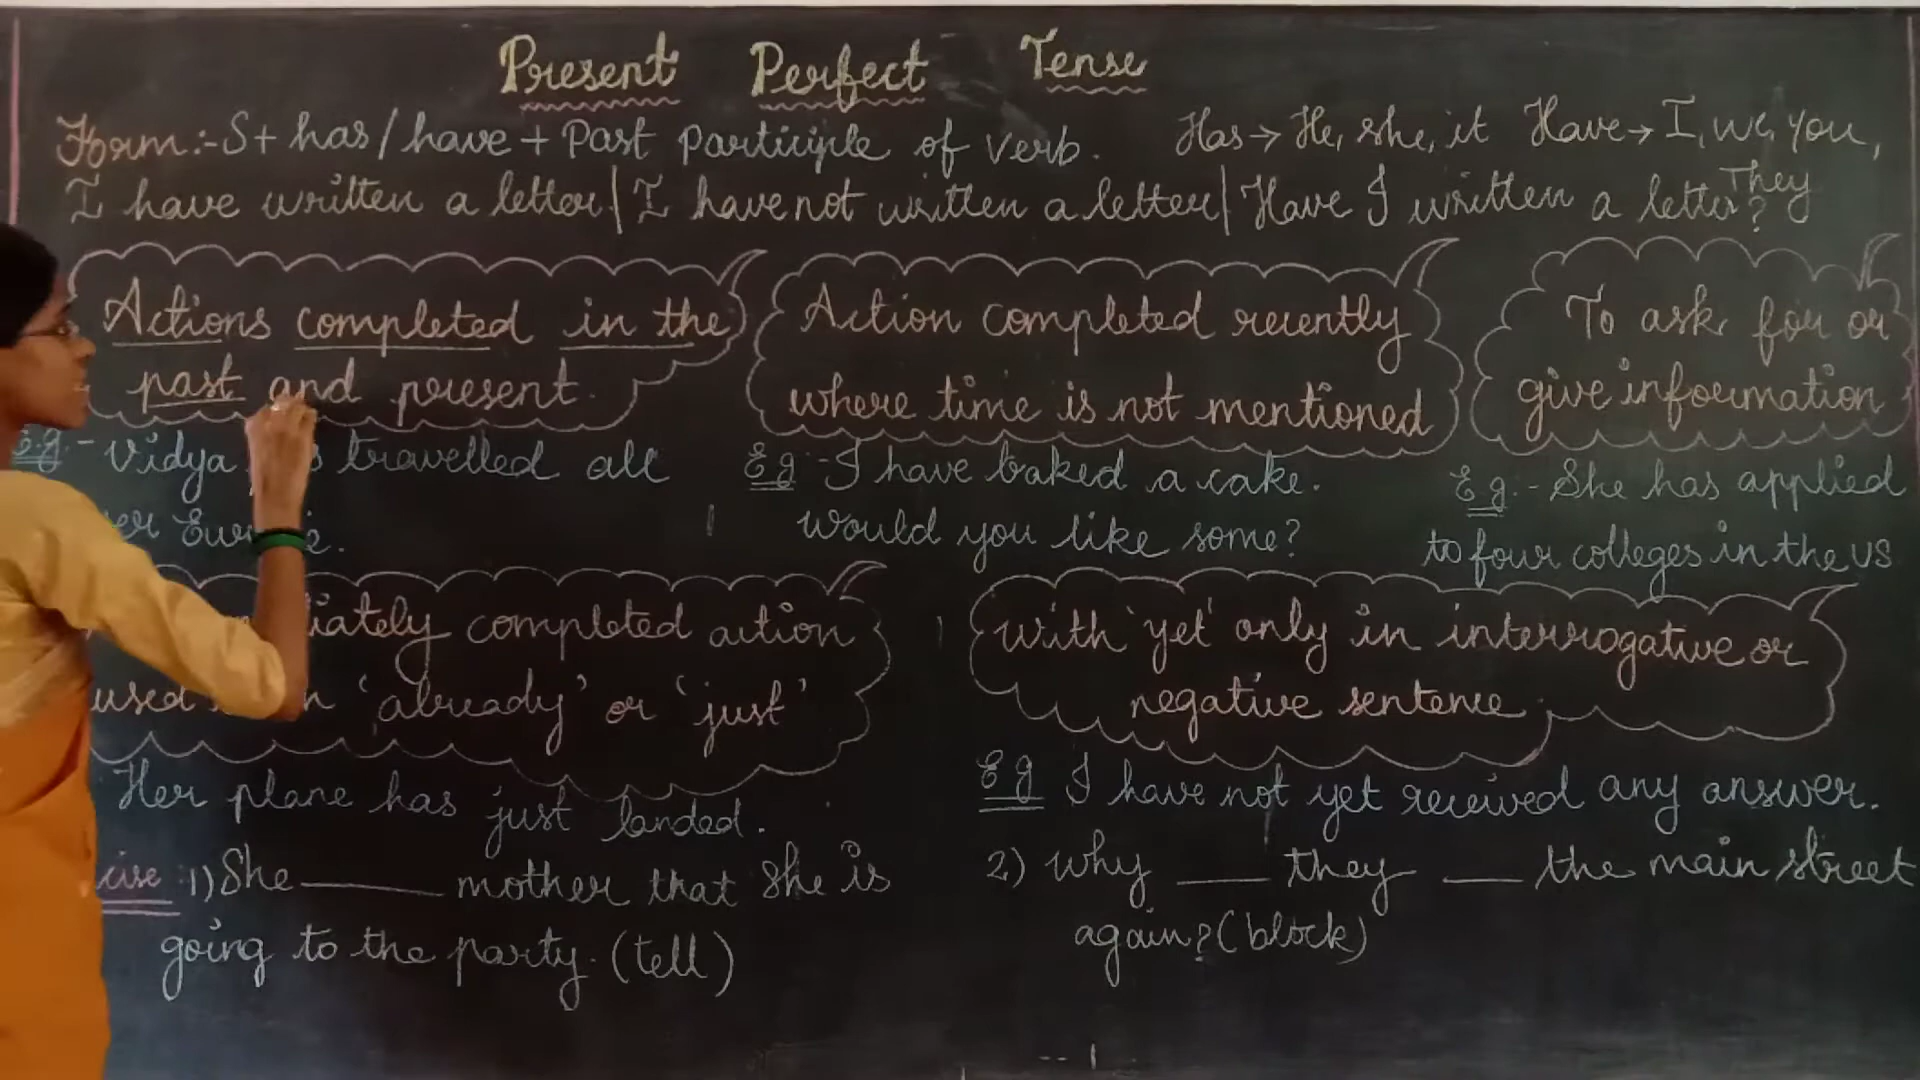 Present Perfect Tense
Form:- S+ has/have + Past Participle of verb. Has → He, she, it Have → I, we, you,
They
I have written a letter | I have not written a letter | Have I written a letter?
Actions completed in the
past and present.
Action completed recently
where time is not mentioned
To ask for or
give information
E.g.- Vidya travelled all
E.g.- I have baked a cake.
would you like some?
E.g.- She has applied
to four colleges in the US
completed action
used 'already' or 'just'
with 'yet' only in interrogative or
negative sentence.
Her plane has just landed.
E.g I have not yet received any answer.
1) She ______ mother that she is
going to the party. (tell)
2) why ___ they ___ the main street
again? (block)